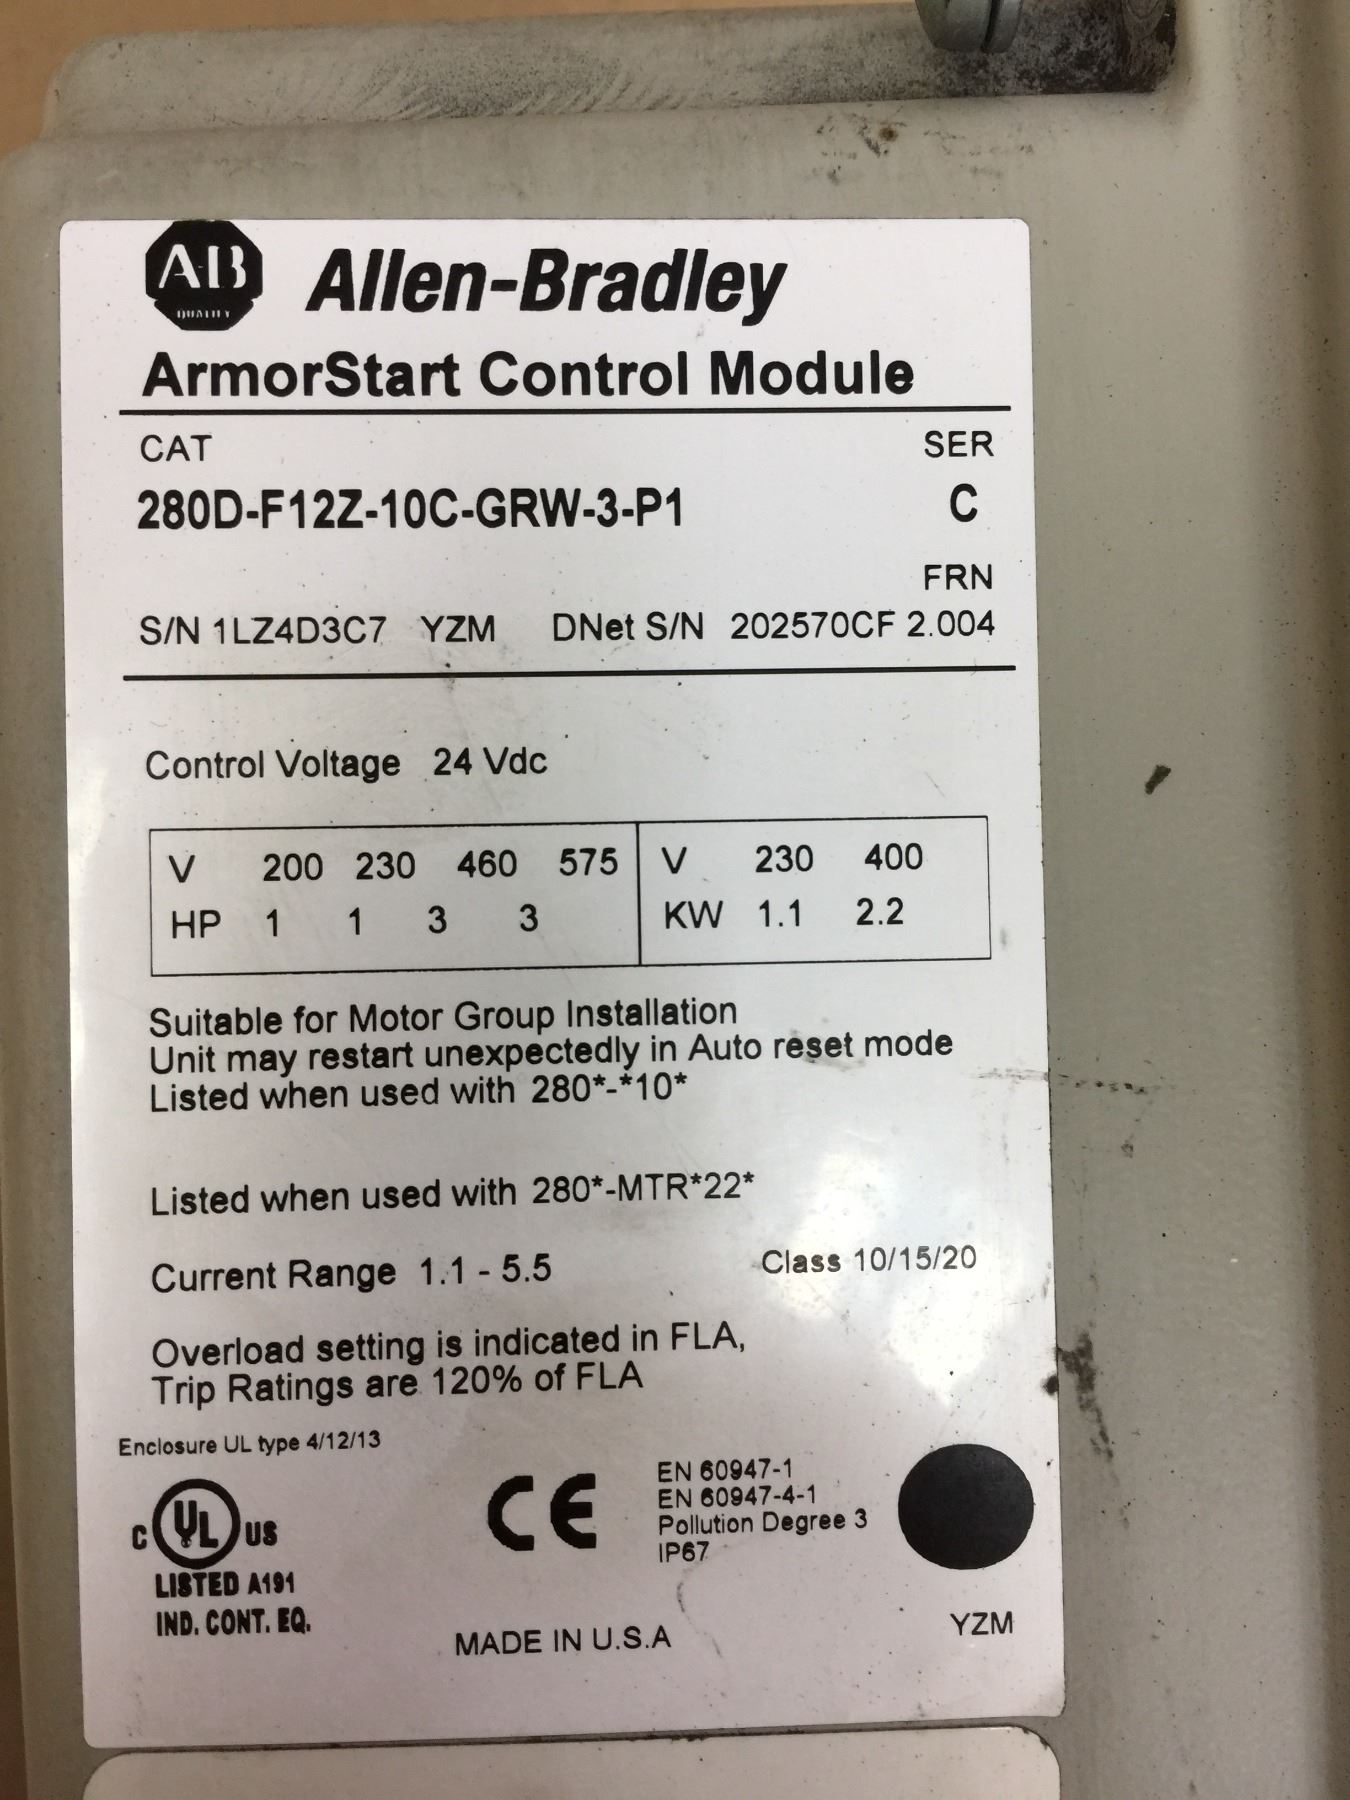 A-B
QUALITY
Allen-Bradley
ArmorStart Control Module
CAT SER
280D-F12Z-10C-GRW-3-P1 C
FRN
S/N 1LZ4D3C7 YZM DNet S/N 202570CF 2.004
Control Voltage 24 Vdc
V 200 230 460 575 V 230 400
HP 1 1 3 3 KW 1.1 2.2
Suitable for Motor Group Installation
Unit may restart unexpectedly in Auto reset mode
Listed when used with 280*-*10*
Listed when used with 280*-MTR*22*
Current Range 1.1 - 5.5 Class 10/15/20
Overload setting is indicated in FLA,
Trip Ratings are 120% of FLA
Enclosure UL type 4/12/13
C UL US
LISTED A191
IND. CONT. EQ.
CE
EN 60947-1
EN 60947-4-1
Pollution Degree 3
IP67
MADE IN U.S.A
YZM